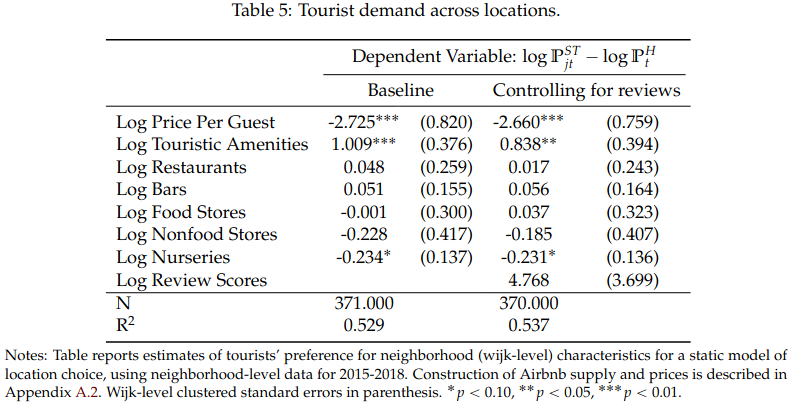 Table 5: Tourist demand across locations.
Dependent Variable: log ℙ^{ST}_{jt} − log ℙ^{H}_{t}
Baseline Controlling for reviews
Log Price Per Guest -2.725*** (0.820) -2.660*** (0.759)
Log Touristic Amenities 1.009*** (0.376) 0.838** (0.394)
Log Restaurants 0.048 (0.259) 0.017 (0.243)
Log Bars 0.051 (0.155) 0.056 (0.164)
Log Food Stores -0.001 (0.300) 0.037 (0.323)
Log Nonfood Stores -0.228 (0.417) -0.185 (0.407)
Log Nurseries -0.234* (0.137) -0.231* (0.136)
Log Review Scores 4.768 (3.699)
N 371.000 370.000
R² 0.529 0.537
Notes: Table reports estimates of tourists' preference for neighborhood (wijk-level) characteristics for a static model of
location choice, using neighborhood-level data for 2015-2018. Construction of Airbnb supply and prices is described in
Appendix A.2. Wijk-level clustered standard errors in parenthesis. * p < 0.10, ** p < 0.05, *** p < 0.01.